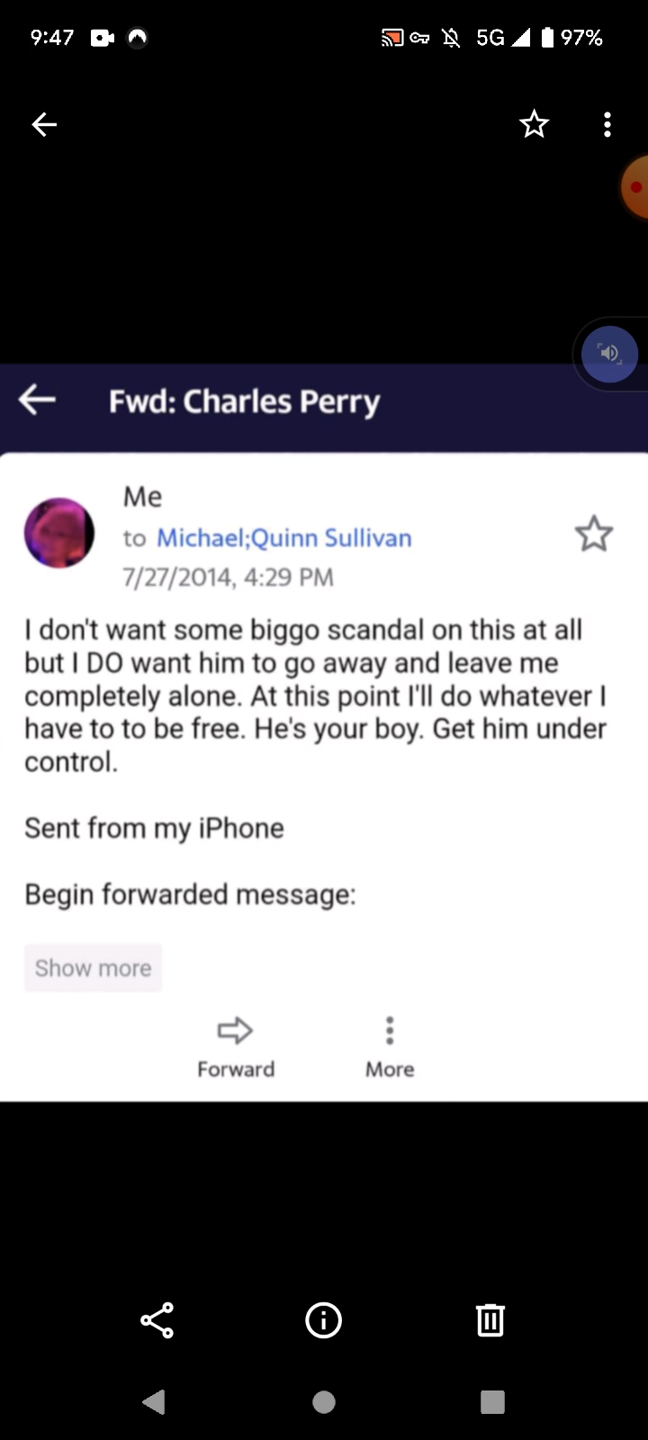 9:47
5G 97%
Fwd: Charles Perry
Me
to Michael;Quinn Sullivan
7/27/2014, 4:29 PM
I don't want some biggo scandal on this at all
but I DO want him to go away and leave me
completely alone. At this point I'll do whatever I
have to to be free. He's your boy. Get him under
control.
Sent from my iPhone
Begin forwarded message:
Show more
Forward More